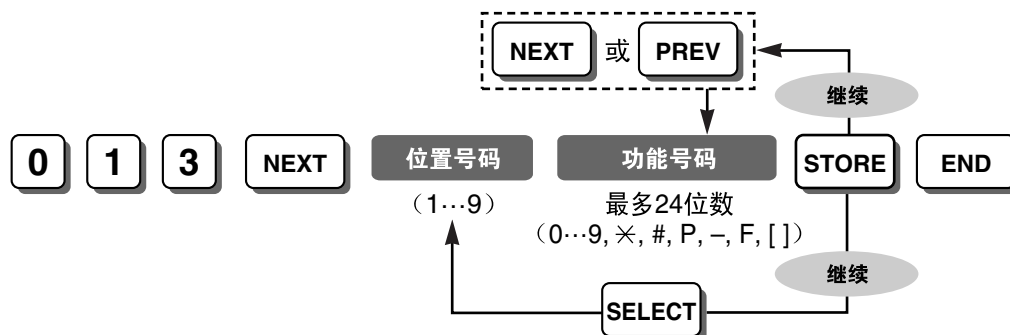 NEXT 或 PREV
继续
0 1 3 NEXT 位置号码 功能号码 STORE END
（1⋯9） 最多24位数
（0⋯9, ✳, #, P, –, F, [ ]）
继续
SELECT